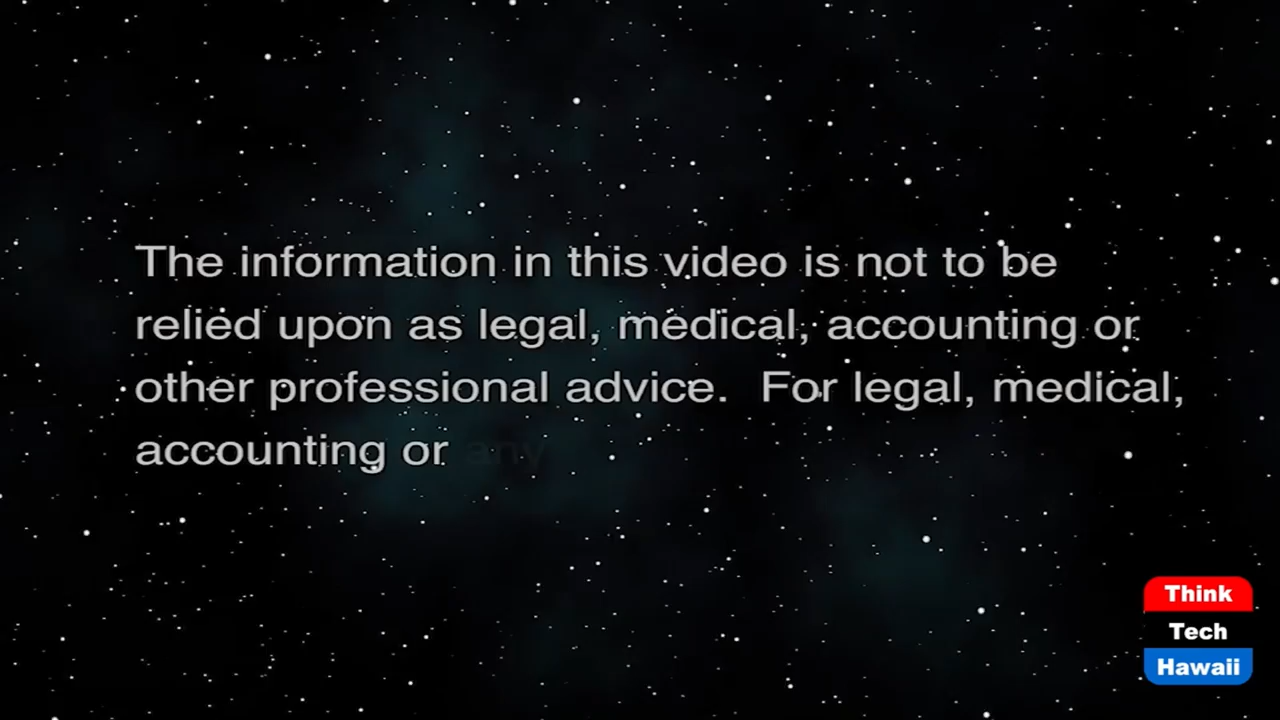 The information in this video is not to be
relied upon as legal, medical, accounting or
other professional advice.  For legal, medical,
accounting or any
Think
Tech
Hawaii